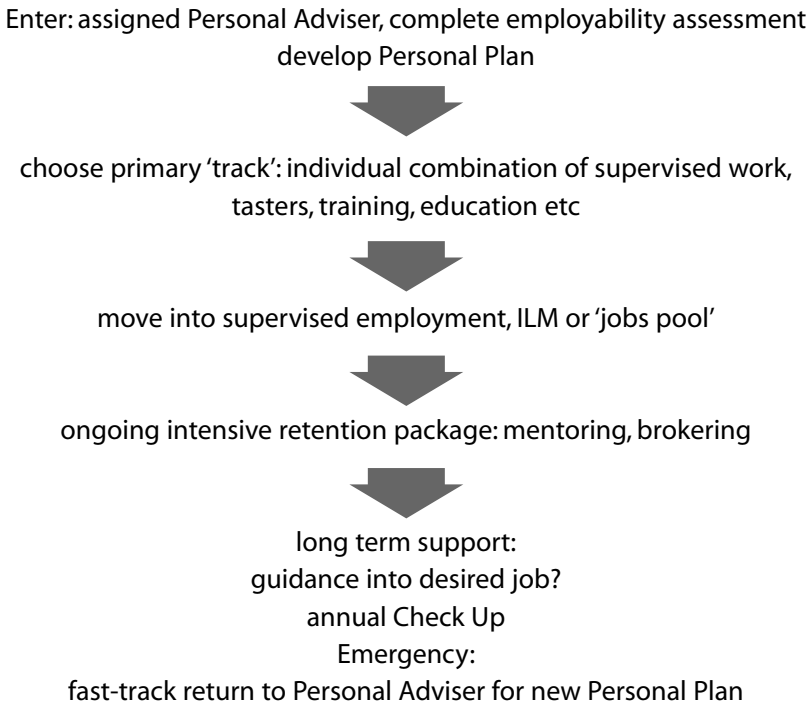 Enter: assigned Personal Adviser, complete employability assessment
develop Personal Plan
choose primary ‘track’: individual combination of supervised work,
tasters, training, education etc
move into supervised employment, ILM or ‘jobs pool’
ongoing intensive retention package: mentoring, brokering
long term support:
guidance into desired job?
annual Check Up
Emergency:
fast-track return to Personal Adviser for new Personal Plan